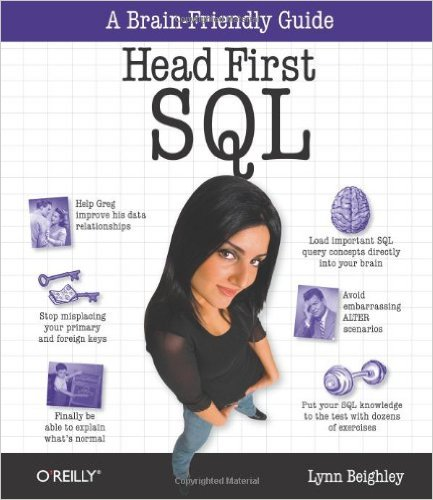 A Brain-Friendly Guide
Head First
SQL
Help Greg
improve his data
relationships
Load important SQL
query concepts directly
into your brain
Stop misplacing
your primary
and foreign keys
Avoid
embarrassing
ALTER
scenarios
Finally be
able to explain
what's normal
Put your SQL knowledge
to the test with dozens
of exercises
O'REILLY®
Copyrighted Material
Lynn Beighley